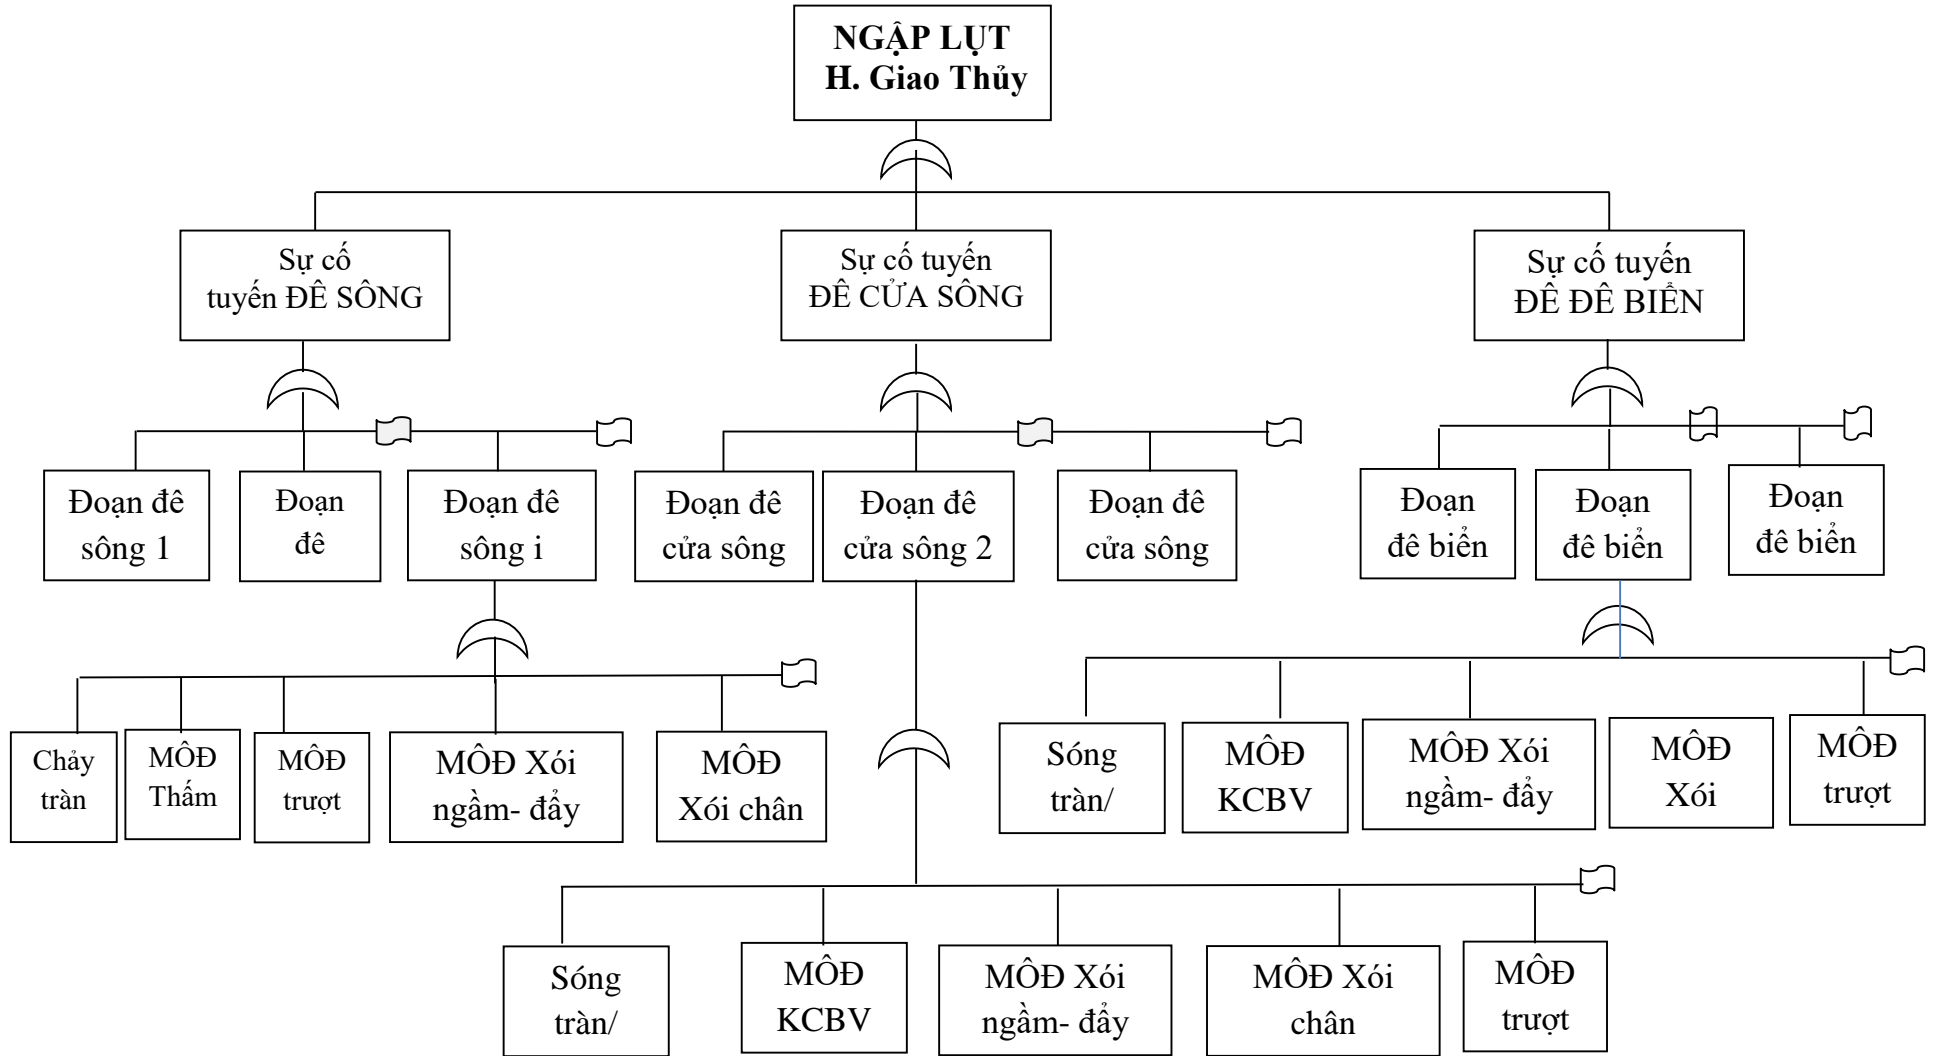 NGẬP LỤT
H. Giao Thủy
Sự cố
tuyến ĐÊ SÔNG
Sự cố tuyến
ĐÊ CỬA SÔNG
Sự cố tuyến
ĐÊ ĐÊ BIỂN
Đoạn đê
sông 1
Đoạn
đê
Đoạn đê
sông i
Đoạn đê
cửa sông
Đoạn đê
cửa sông 2
Đoạn đê
cửa sông
Đoạn
đê biển
Đoạn
đê biển
Đoạn
đê biển
Chảy
tràn
MÔĐ
Thấm
MÔĐ
trượt
MÔĐ Xói
ngầm- đẩy
MÔĐ
Xói chân
Sóng
tràn/
MÔĐ
KCBV
MÔĐ Xói
ngầm- đẩy
MÔĐ
Xói
MÔĐ
trượt
Sóng
tràn/
MÔĐ
KCBV
MÔĐ Xói
ngầm- đẩy
MÔĐ Xói
chân
MÔĐ
trượt